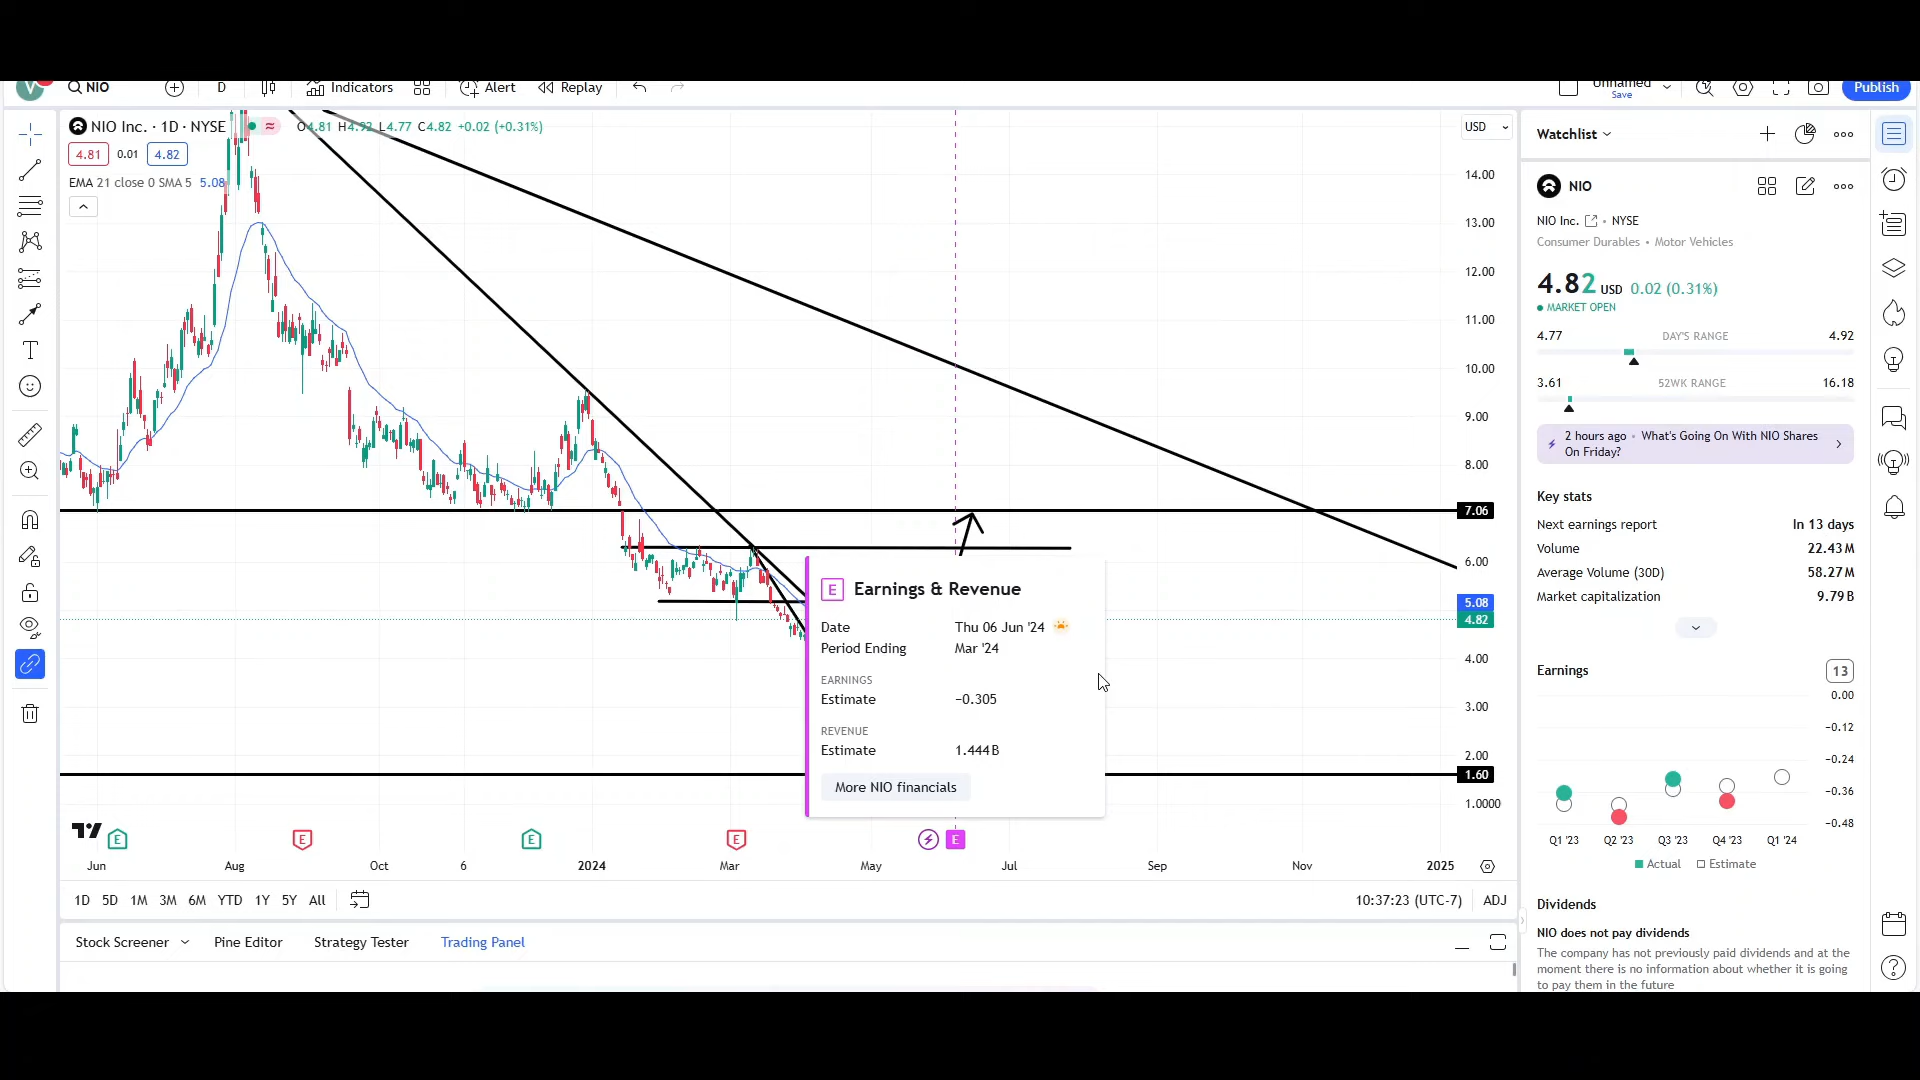 V
NIO
D
Indicators
Alert
Replay
Unnamed
Save
Publish
NIO Inc. · 1D · NYSE
O4.81 H4.92 L4.77 C4.82 +0.02 (+0.31%)
4.81
0.01
4.82
EMA 21 close 0 SMA 5 5.08
USD
14.00
13.00
12.00
11.00
10.00
9.00
8.00
7.06
6.00
5.08
4.82
4.00
3.00
2.00
1.60
1.0000
E Earnings & Revenue
Date Thu 06 Jun '24
Period Ending Mar '24
EARNINGS
Estimate −0.305
REVENUE
Estimate 1.444B
More NIO financials
E
E
E
E
E
Jun
Aug
Oct
6
2024
Mar
May
Jul
Sep
Nov
2025
1D 5D 1M 3M 6M YTD 1Y 5Y All
10:37:23 (UTC-7)
ADJ
Stock Screener
Pine Editor
Strategy Tester
Trading Panel
Watchlist
NIO
NIO Inc. • NYSE
Consumer Durables • Motor Vehicles
4.82 USD 0.02 (0.31%)
MARKET OPEN
4.77 DAY'S RANGE 4.92
3.61 52WK RANGE 16.18
2 hours ago • What's Going On With NIO Shares
On Friday?
Key stats
Next earnings report In 13 days
Volume 22.43M
Average Volume (30D) 58.27M
Market capitalization 9.79B
Earnings 13
0.00
−0.12
−0.24
−0.36
−0.48
Q1 '23 Q2 '23 Q3 '23 Q4 '23 Q1 '24
Actual Estimate
Dividends
NIO does not pay dividends
The company has not previously paid dividends and at the
moment there is no information about whether it is going
to pay them in the future